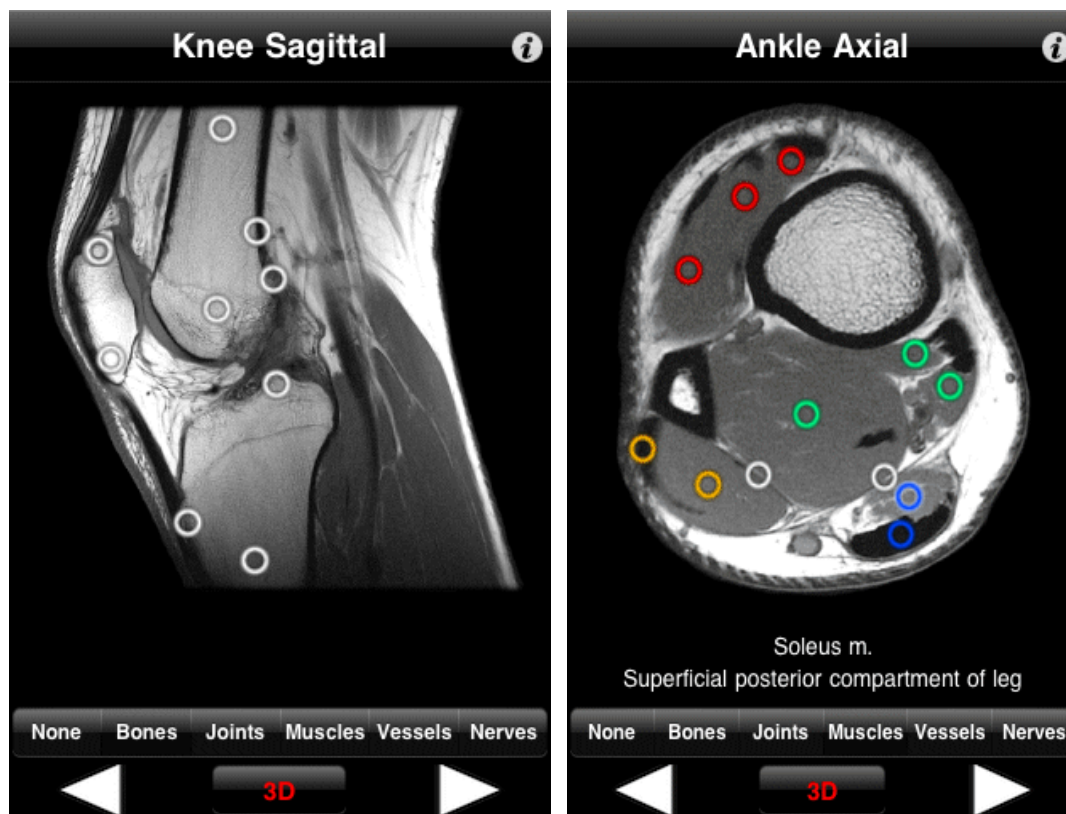 Knee Sagittal
i
None Bones Joints Muscles Vessels Nerves
3D
Ankle Axial
i
Soleus m.
Superficial posterior compartment of leg
None Bones Joints Muscles Vessels Nerves
3D